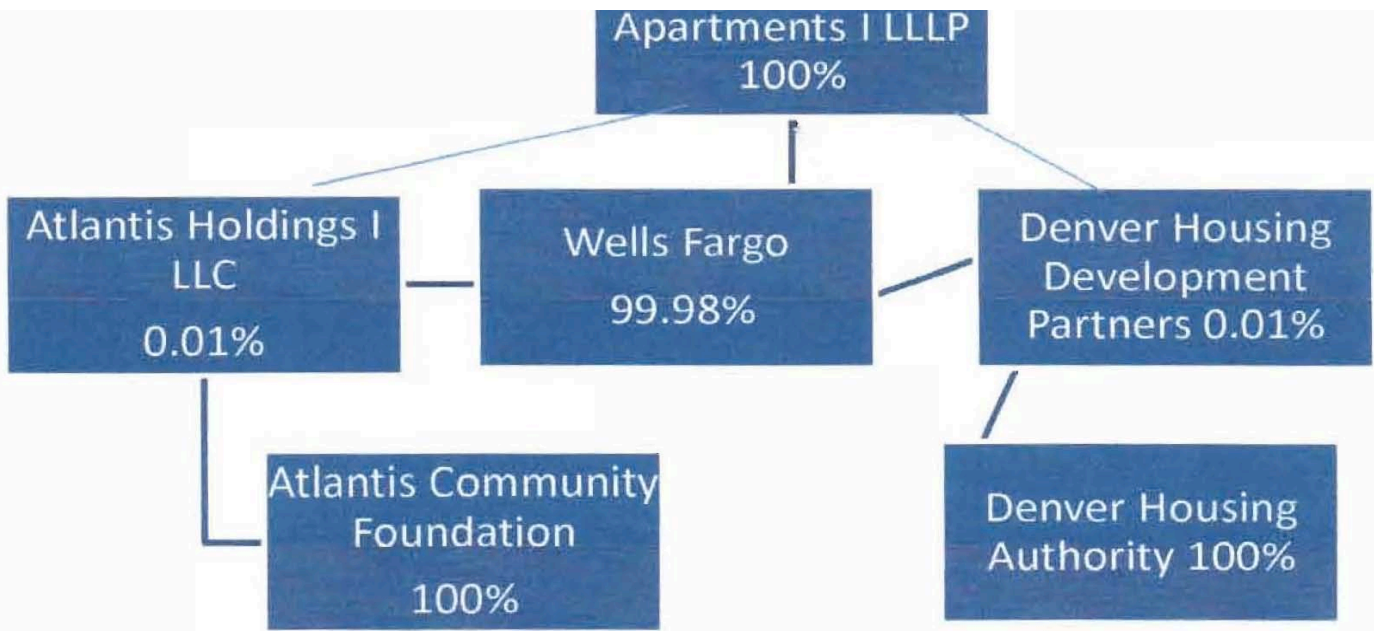 Apartments I LLLP
100%
Atlantis Holdings I
LLC
0.01%
Wells Fargo
99.98%
Denver Housing
Development
Partners 0.01%
Atlantis Community
Foundation
100%
Denver Housing
Authority 100%